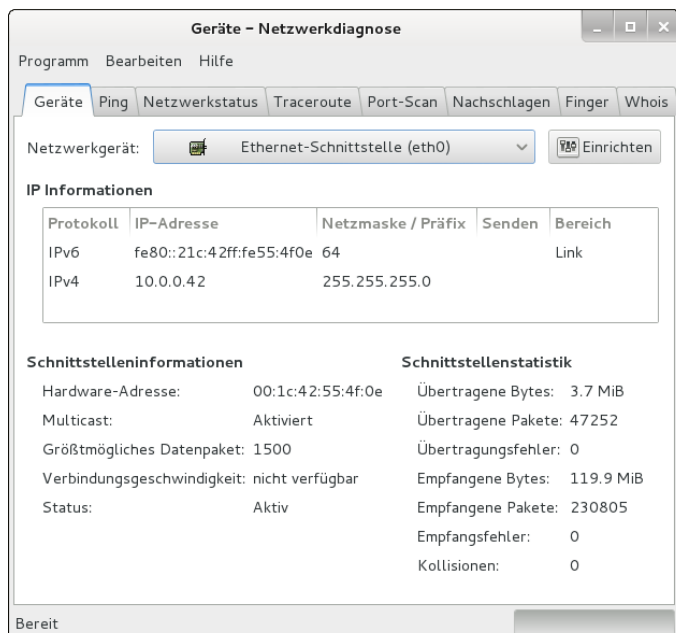 Geräte – Netzwerkdiagnose
Programm Bearbeiten Hilfe
Geräte Ping Netzwerkstatus Traceroute Port-Scan Nachschlagen Finger Whois
Netzwerkgerät: Ethernet-Schnittstelle (eth0) Einrichten
IP Informationen
Protokoll IP-Adresse Netzmaske / Präfix Senden Bereich
IPv6 fe80::21c:42ff:fe55:4f0e 64 Link
IPv4 10.0.0.42 255.255.255.0
Schnittstelleninformationen
Hardware-Adresse: 00:1c:42:55:4f:0e
Multicast: Aktiviert
Größtmögliches Datenpaket: 1500
Verbindungsgeschwindigkeit: nicht verfügbar
Status: Aktiv
Schnittstellenstatistik
Übertragene Bytes: 3.7 MiB
Übertragene Pakete: 47252
Übertragungsfehler: 0
Empfangene Bytes: 119.9 MiB
Empfangene Pakete: 230805
Empfangsfehler: 0
Kollisionen: 0
Bereit